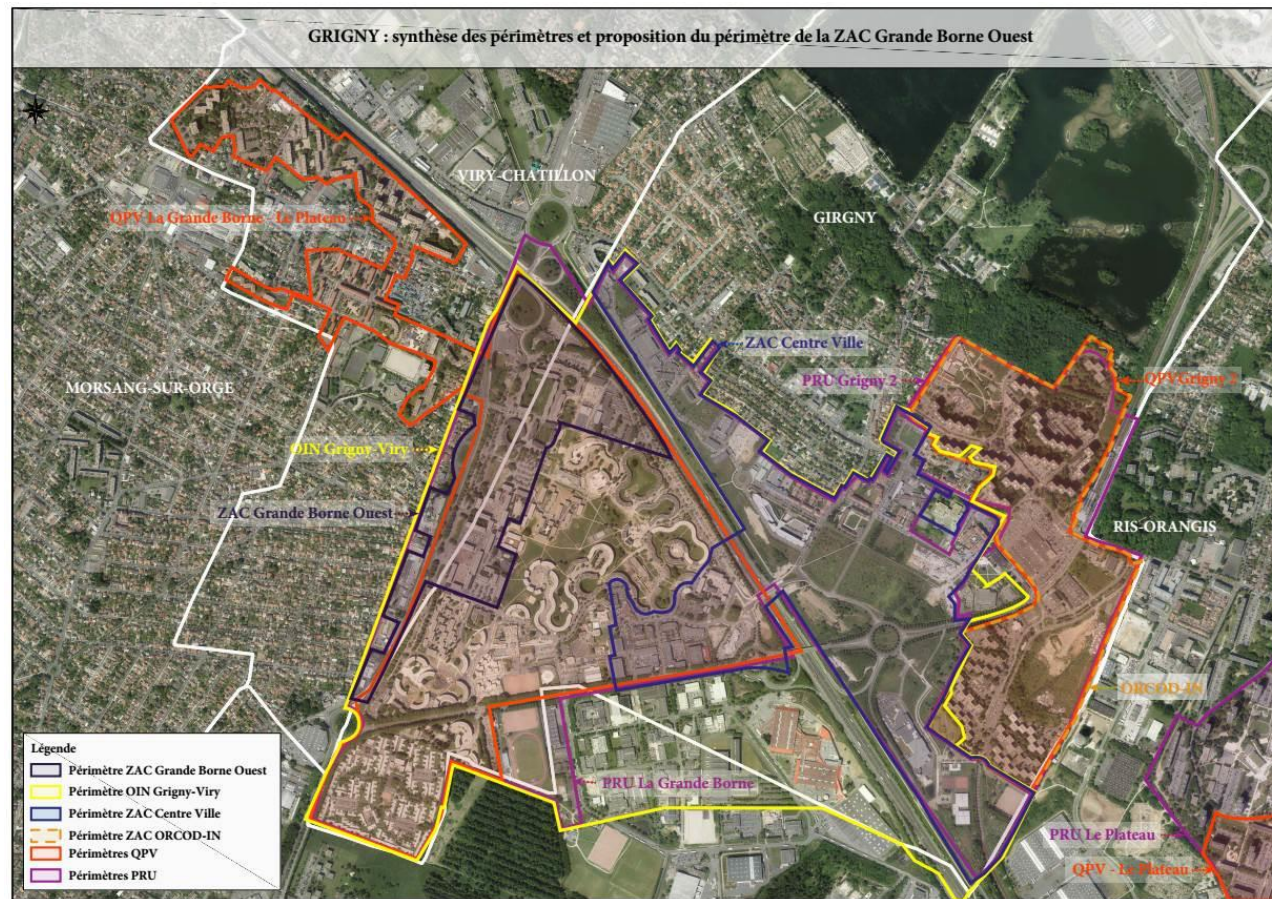 GRIGNY : synthèse des périmètres et proposition du périmètre de la ZAC Grande Borne Ouest
VIRY-CHATILLON
QPV La Grande Borne - Le Plateau
GIRGNY
ZAC Centre Ville
MORSANG-SUR-ORGE
PRU Grigny 2
QPVGrigny 2
OIN Grigny-Viry
ZAC Grande Borne Ouest
RIS-ORANGIS
ORCOD-IN
PRU La Grande Borne
PRU Le Plateau
QPV - Le Plateau
Légende
Périmètre ZAC Grande Borne Ouest
Périmètre OIN Grigny-Viry
Périmètre ZAC Centre Ville
Périmètre ZAC ORCOD-IN
Périmètres QPV
Périmètres PRU